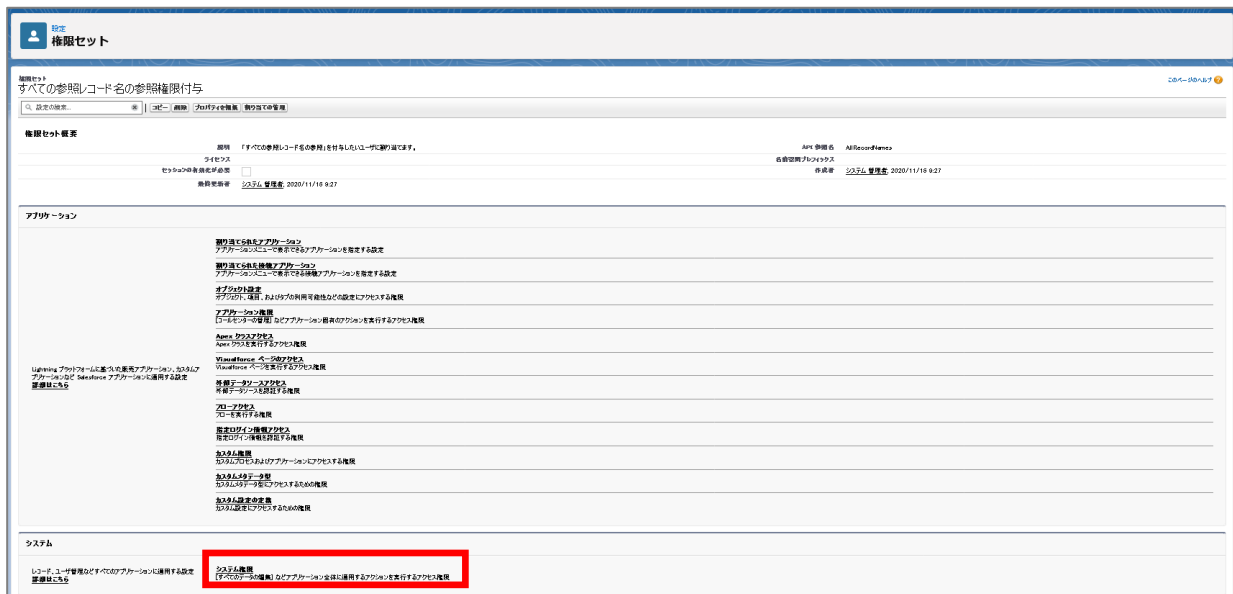 設定
権限セット
権限セット
すべての参照レコード名の参照権限付与
このページのヘルプ
設定の検索...
コピー 削除 プロパティを編集 割り当ての管理
権限セット概要
説明 「すべての参照レコード名の参照」を付与したいユーザに割り当てます。 API 参照名 AllRecordNames
ライセンス 名前空間プレフィックス
セッションの有効化が必要 作成者 システム 管理者, 2020/11/18 9:27
最終更新者 システム 管理者, 2020/11/18 9:27
アプリケーション
割り当てられたアプリケーション
アプリケーションメニューで表示できるアプリケーションを指定する設定
割り当てられた接続アプリケーション
アプリケーションメニューで表示できる接続アプリケーションを指定する設定
オブジェクト設定
オブジェクト、項目、およびタブの利用可能性などの設定にアクセスする権限
アプリケーション権限
[コールセンターの管理] などアプリケーション固有のアクションを実行するアクセス権限
Apex クラスアクセス
Apex クラスを実行するアクセス権限
Visualforce ページのアクセス
Visualforce ページを実行するアクセス権限
Lightning プラットフォームに基づいた販売アプリケーション、カスタムア
プリケーションなど Salesforce アプリケーションに適用する設定
詳細はこちら
外部データソースアクセス
外部データソースを認証する権限
フローアクセス
フローを実行する権限
指定ログイン情報アクセス
指定ログイン情報を認証する権限
カスタム権限
カスタムプロセスおよびアプリケーションにアクセスする権限
カスタムメタデータ型
カスタムメタデータ型にアクセスするための権限
カスタム設定の定義
カスタム設定にアクセスするための権限
システム
レコード、ユーザ管理などすべてのアプリケーションに適用する設定
詳細はこちら
システム権限
[すべてのデータの編集] などアプリケーション全体に適用するアクションを実行するアクセス権限